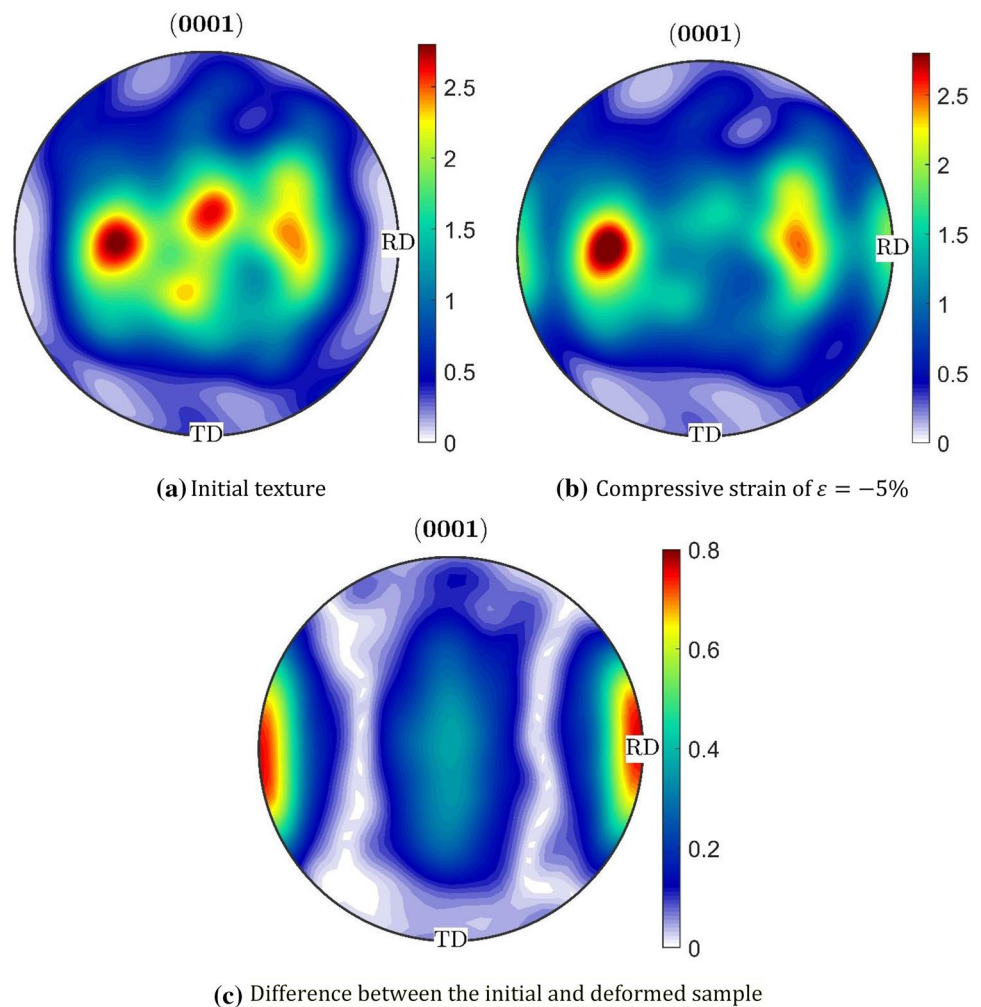 (0001)
2.5
2
1.5
1
0.5
0
RD
TD
(a) Initial texture
(0001)
2.5
2
1.5
1
0.5
0
RD
TD
(b) Compressive strain of ε = −5%
(0001)
0.8
0.6
0.4
0.2
0
RD
TD
(c) Difference between the initial and deformed sample